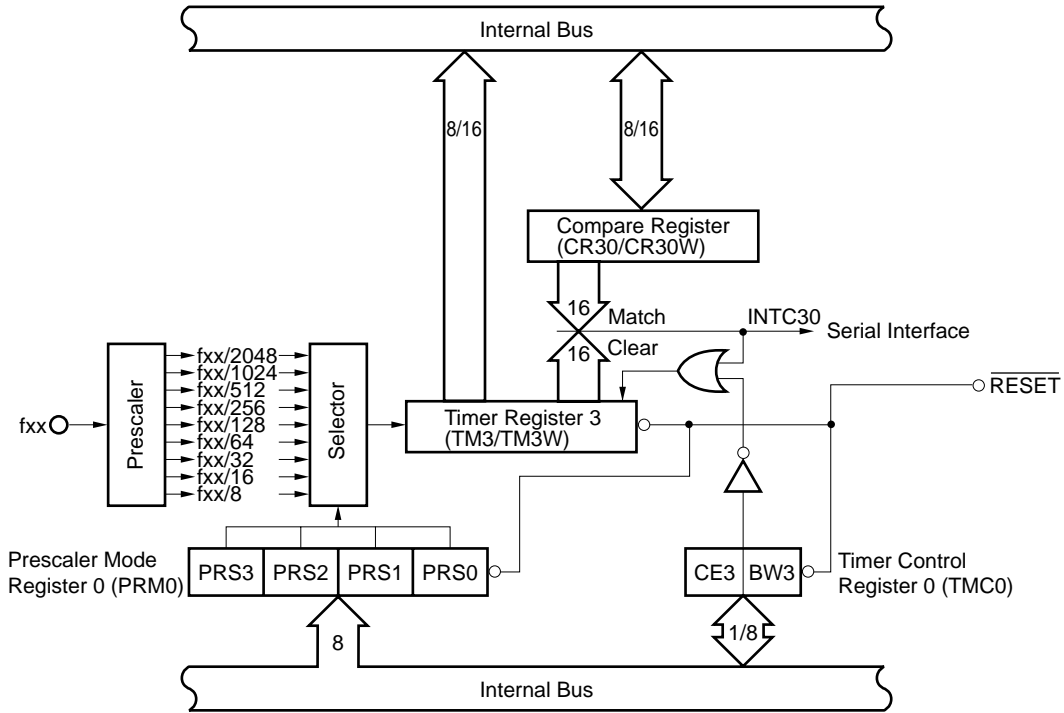 Internal Bus
8/16
8/16
Compare Register
(CR30/CR30W)
16
Match
INTC30
Serial Interface
16
Clear
RESET
fxx
Prescaler
fxx/2048
fxx/1024
fxx/512
fxx/256
fxx/128
fxx/64
fxx/32
fxx/16
fxx/8
Selector
Timer Register 3
(TM3/TM3W)
Prescaler Mode
Register 0 (PRM0)
PRS3
PRS2
PRS1
PRS0
CE3
BW3
Timer Control
Register 0 (TMC0)
8
1/8
Internal Bus